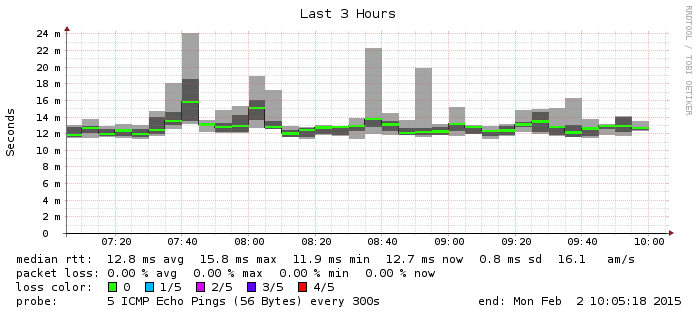 Last 3 Hours
RRDTOOL / TOBI OETIKER
Seconds
24 m
22 m
20 m
18 m
16 m
14 m
12 m
10 m
8 m
6 m
4 m
2 m
0
07:20 07:40 08:00 08:20 08:40 09:00 09:20 09:40 10:00
median rtt: 12.8 ms avg 15.8 ms max 11.9 ms min 12.7 ms now 0.8 ms sd 16.1 am/s
packet loss: 0.00 % avg 0.00 % max 0.00 % min 0.00 % now
loss color: 0 1/5 2/5 3/5 4/5
probe: 5 ICMP Echo Pings (56 Bytes) every 300s end: Mon Feb 2 10:05:18 2015